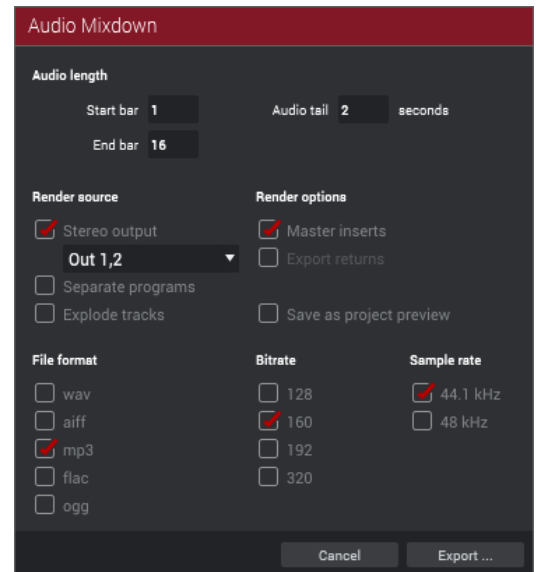 Audio Mixdown
Audio length
Start bar 1 Audio tail 2 seconds
End bar 16
Render source Render options
Stereo output Master inserts
Out 1,2 Export returns
Separate programs
Explode tracks Save as project preview
File format Bitrate Sample rate
wav 128 44.1 kHz
aiff 160 48 kHz
mp3 192
flac 320
ogg
Cancel Export ...